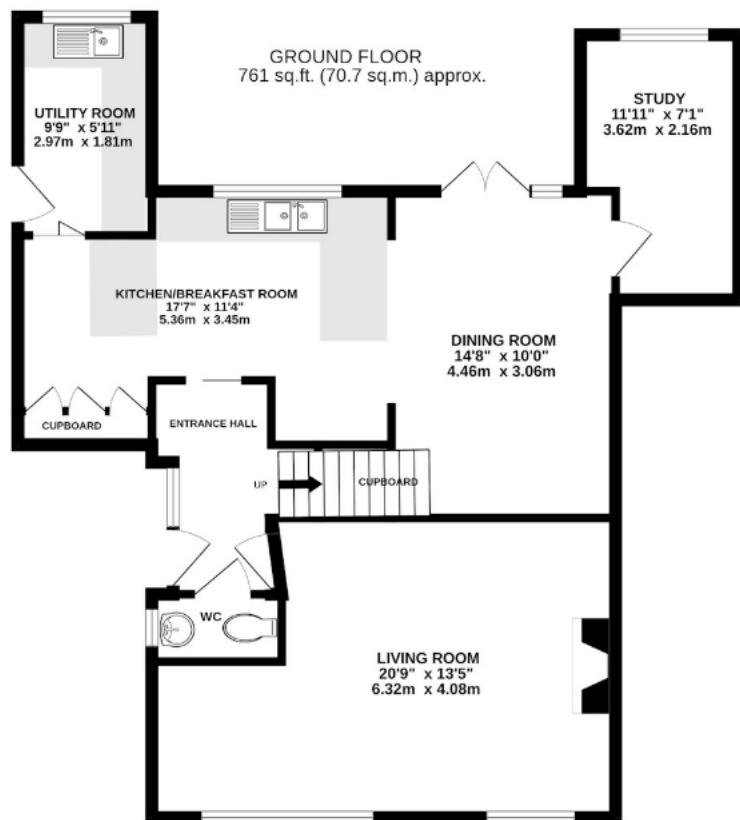 GROUND FLOOR
761 sq.ft. (70.7 sq.m.) approx.
UTILITY ROOM
9'9" x 5'11"
2.97m x 1.81m
STUDY
11'11" x 7'1"
3.62m x 2.16m
KITCHEN/BREAKFAST ROOM
17'7" x 11'4"
5.36m x 3.45m
DINING ROOM
14'8" x 10'0"
4.46m x 3.06m
CUPBOARD
ENTRANCE HALL
UP
CUPBOARD
WC
LIVING ROOM
20'9" x 13'5"
6.32m x 4.08m